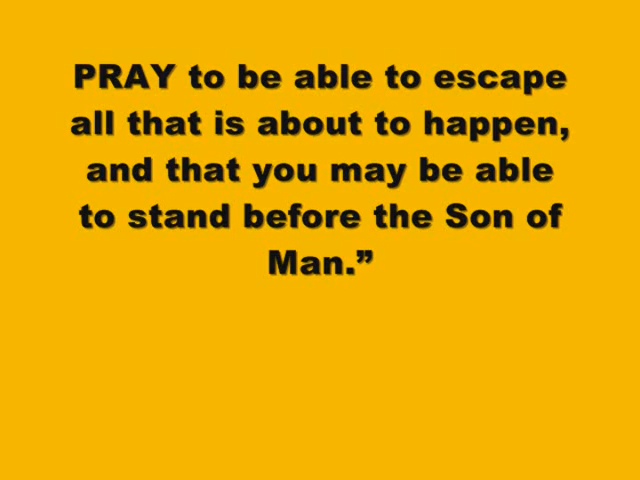 PRAY to be able to escape
all that is about to happen,
and that you may be able
to stand before the Son of
Man.”